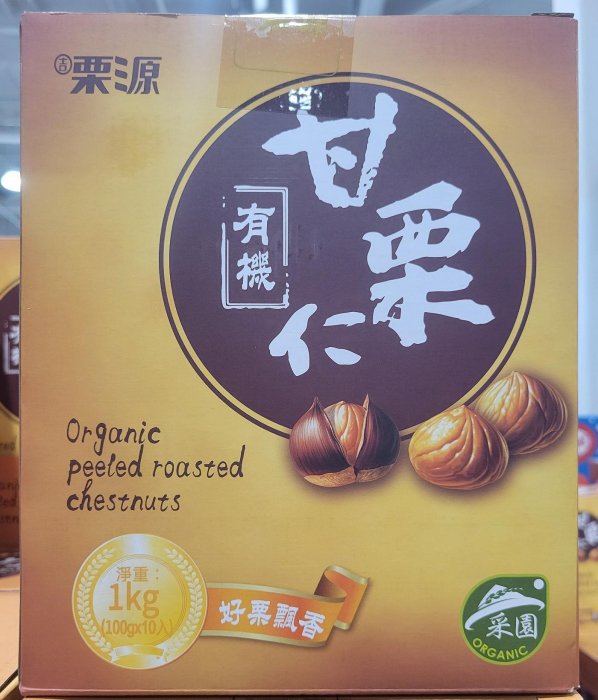 吉 栗源
有機
甘栗仁
Organic
peeled roasted
chestnuts
淨重：
1kg
(100gx10入)
好栗飄香
采園
ORGANIC